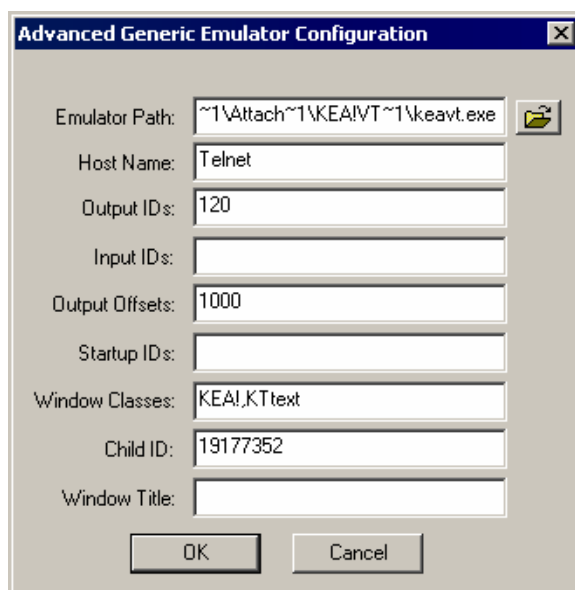 Advanced Generic Emulator Configuration
Emulator Path: ~1\Attach~1\KEA!VT~1\keavt.exe
Host Name: Telnet
Output IDs: 120
Input IDs:
Output Offsets: 1000
Startup IDs:
Window Classes: KEA!,KTtext
Child ID: 19177352
Window Title:
OK Cancel